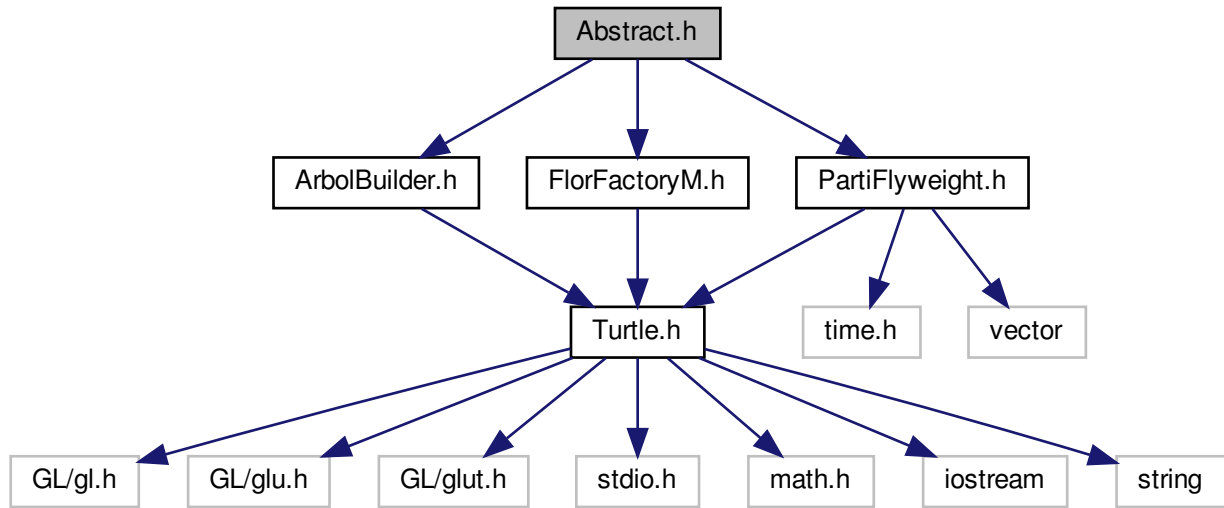 Abstract.h
ArbolBuilder.h
FlorFactoryM.h
PartiFlyweight.h
Turtle.h
time.h
vector
GL/gl.h
GL/glu.h
GL/glut.h
stdio.h
math.h
iostream
string